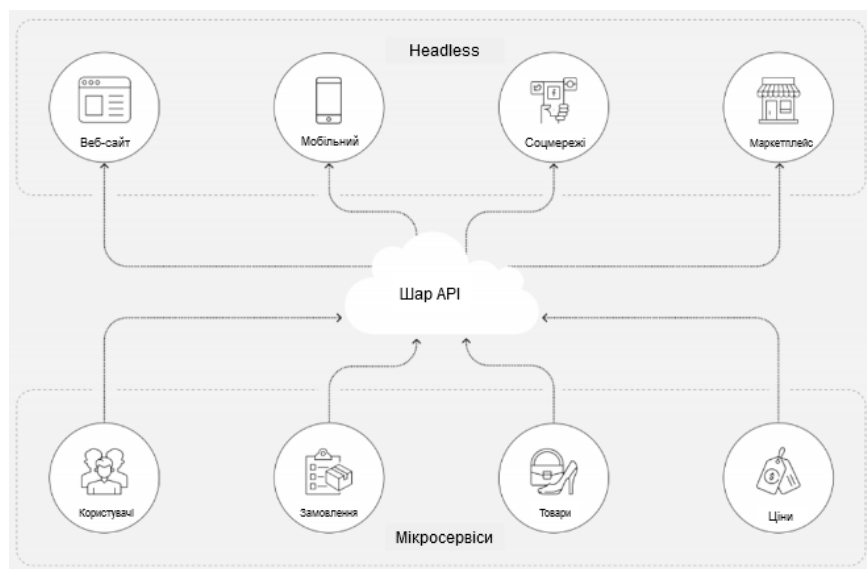 Headless
Веб-сайт
Мобільний
Соцмережі
Маркетплейс
Шар API
Користувачі
Замовлення
Товари
Ціни
Мікросервіси